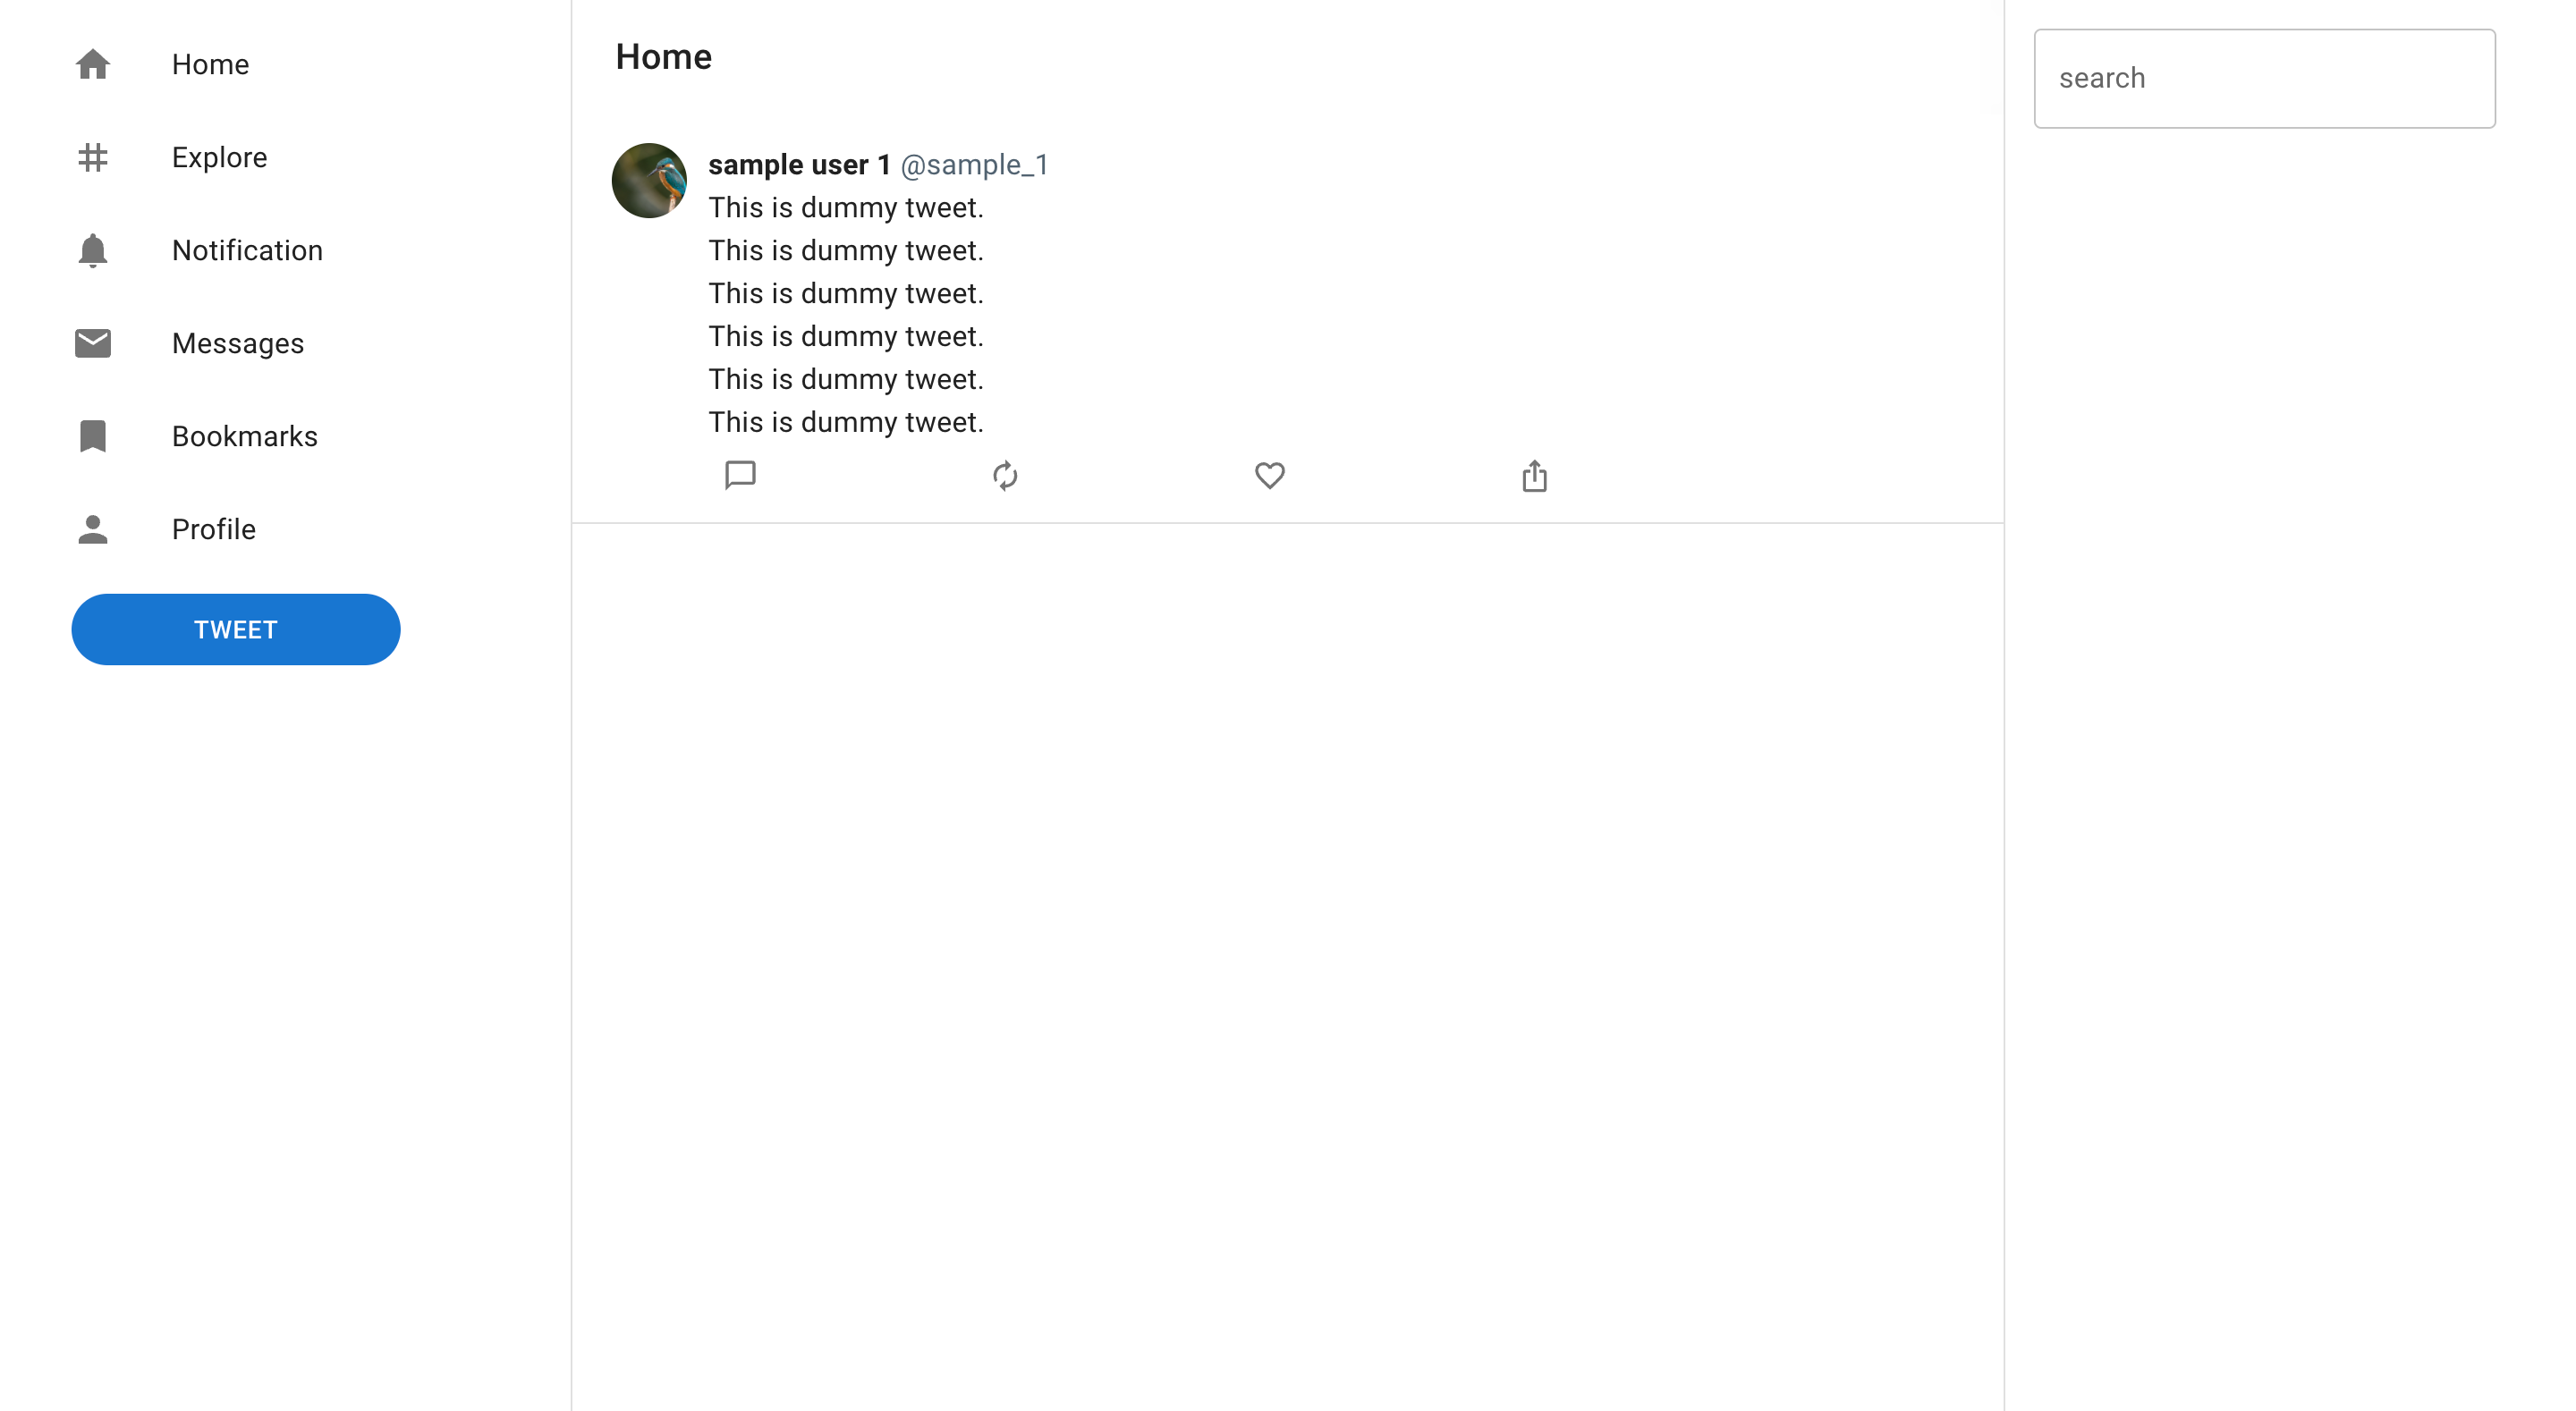 Home
Explore
Notification
Messages
Bookmarks
Profile
TWEET
Home
sample user 1 @sample_1
This is dummy tweet.
This is dummy tweet.
This is dummy tweet.
This is dummy tweet.
This is dummy tweet.
This is dummy tweet.
search